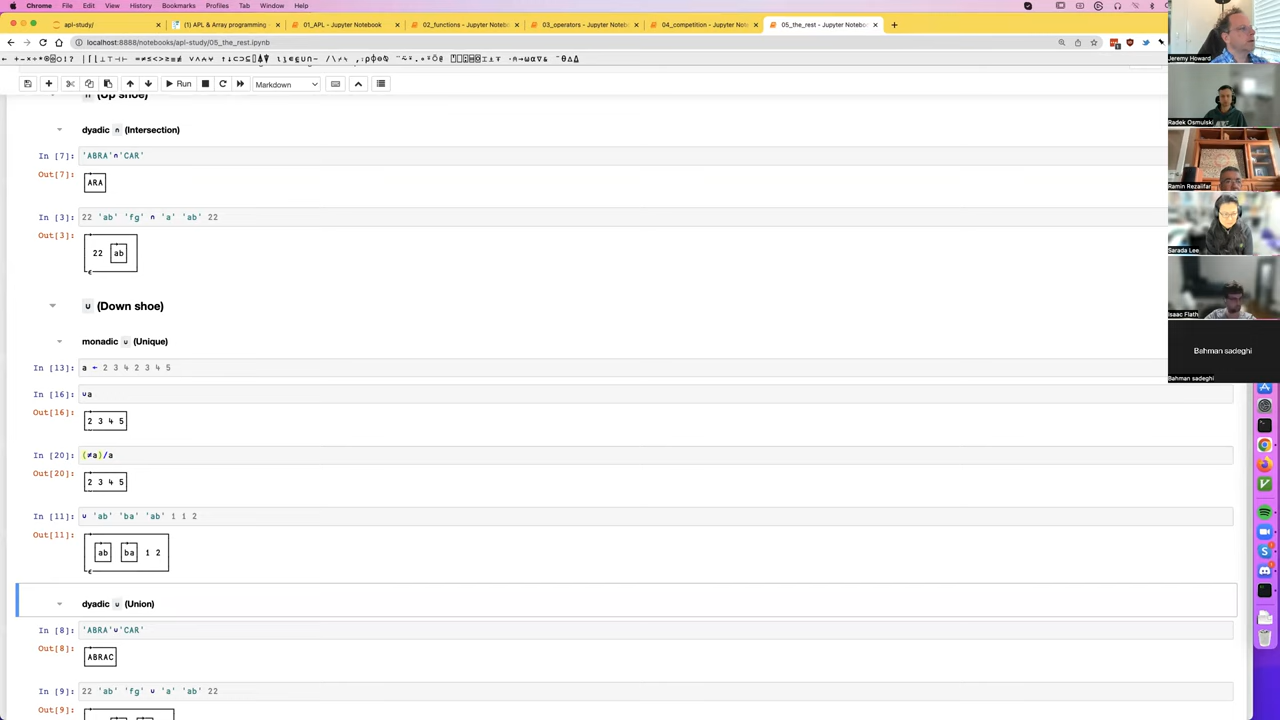 Chrome File Edit View History Bookmarks Profiles Tab Window Help
apl-study/
(1) APL & Array programming
01_APL - Jupyter Notebook
02_functions - Jupyter Notebook
03_operators - Jupyter Notebook
04_competition - Jupyter Notebook
05_the_rest - Jupyter Notebook
localhost:8888/notebooks/apl-study/05_the_rest.ipynb
Run
Markdown
∩ (Up shoe)
dyadic ∩ (Intersection)
In [7]: 'ABRA'∩'CAR'
Out[7]: ARA
In [3]: 22 'ab' 'fg' ∩ 'a' 'ab' 22
Out[3]: 22 ab
∪ (Down shoe)
monadic ∪ (Unique)
In [13]: a ← 2 3 4 2 3 4 5
In [16]: ∪a
Out[16]: 2 3 4 5
In [20]: (≠a)/a
Out[20]: 2 3 4 5
In [11]: ∪ 'ab' 'ba' 'ab' 1 1 2
Out[11]: ab ba 1 2
dyadic ∪ (Union)
In [8]: 'ABRA'∪'CAR'
Out[8]: ABRAC
In [9]: 22 'ab' 'fg' ∪ 'a' 'ab' 22
Out[9]:
Jeremy Howard
Radek Osmulski
Ramin Rezaiifar
Sarada Lee
Isaac Flath
Bahman sadeghi
Bahman sadeghi